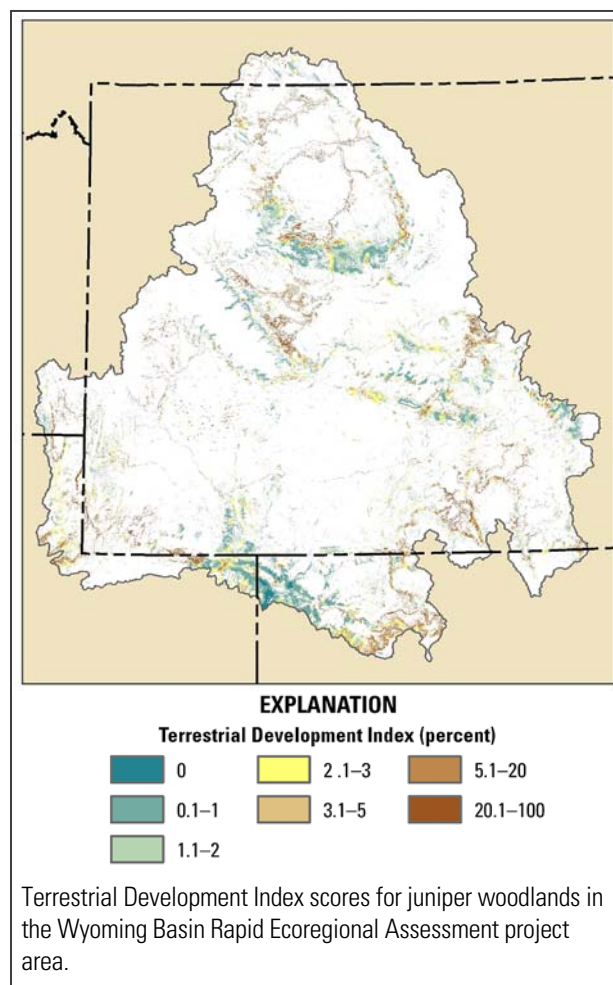 EXPLANATION
Terrestrial Development Index (percent)
0
2 .1–3
5.1–20
0.1–1
3.1–5
20.1–100
1.1–2
Terrestrial Development Index scores for juniper woodlands in
the Wyoming Basin Rapid Ecoregional Assessment project
area.